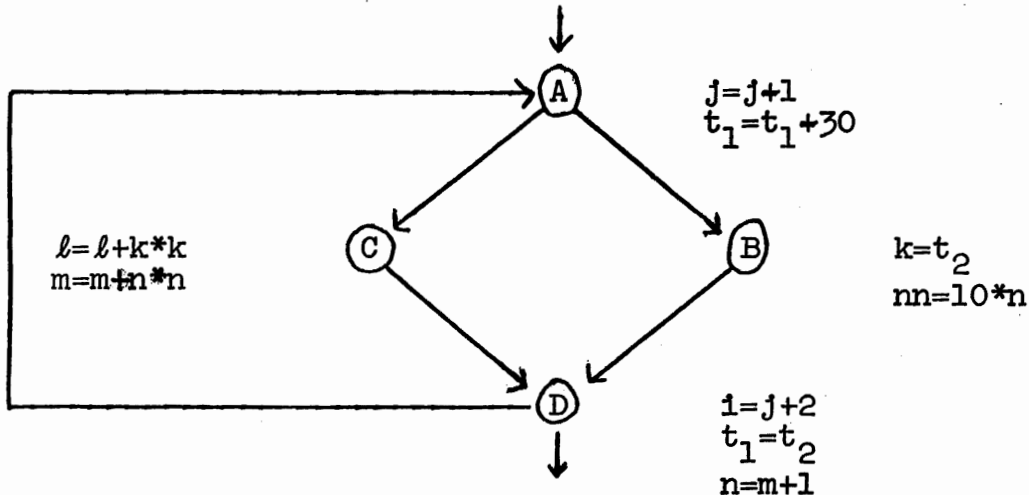 A
j=j+1
t₁=t₁+30
ℓ=ℓ+k*k
m=m+n*n
C
B
k=t₂
nn=10*n
D
i=j+2
t₁=t₂
n=m+1